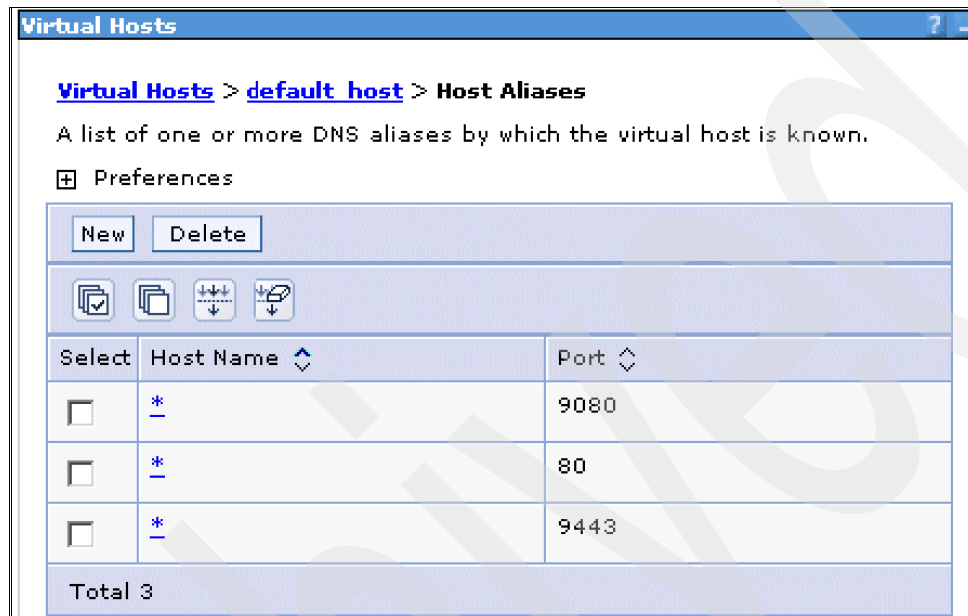 Virtual Hosts ? _
Virtual Hosts > default_host > Host Aliases
A list of one or more DNS aliases by which the virtual host is known.
+ Preferences
New Delete
Select Host Name Port
* 9080
* 80
* 9443
Total 3